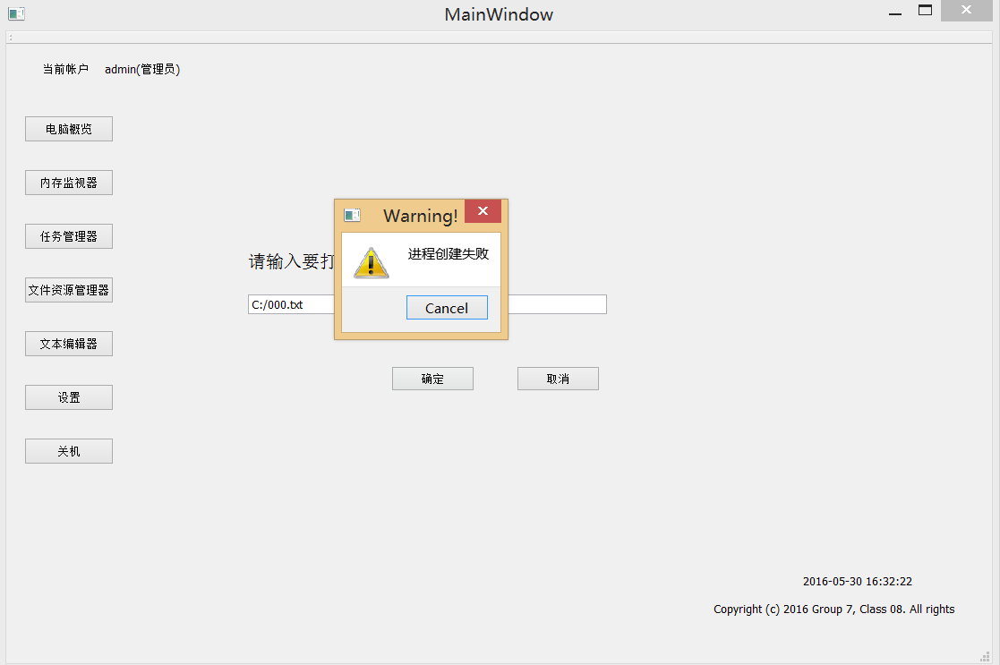 MainWindow
当前帐户 admin(管理员)
电脑概览
内存监视器
任务管理器
文件资源管理器
文本编辑器
设置
关机
请输入要打
C:/000.txt
Warning!
进程创建失败
Cancel
确定 取消
2016-05-30 16:32:22
Copyright (c) 2016 Group 7, Class 08. All rights